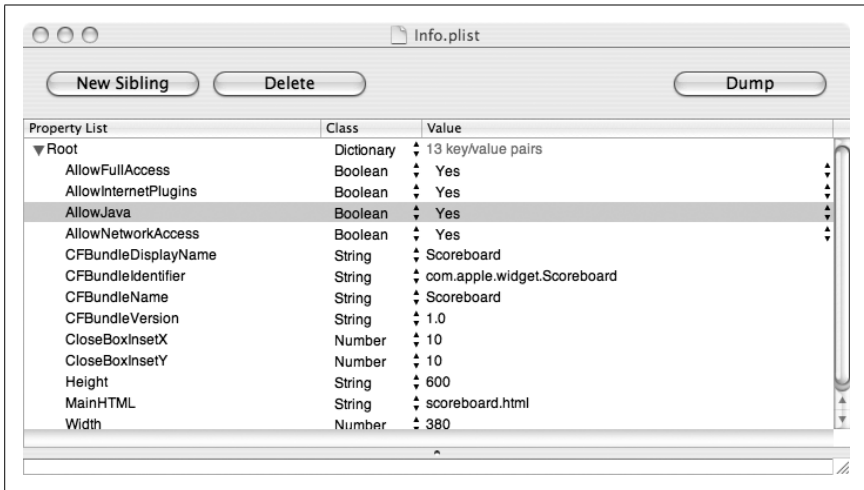 Info.plist
New Sibling Delete Dump
Property List Class Value
Root Dictionary 13 key/value pairs
AllowFullAccess Boolean Yes
AllowInternetPlugins Boolean Yes
AllowJava Boolean Yes
AllowNetworkAccess Boolean Yes
CFBundleDisplayName String Scoreboard
CFBundleIdentifier String com.apple.widget.Scoreboard
CFBundleName String Scoreboard
CFBundleVersion String 1.0
CloseBoxInsetX Number 10
CloseBoxInsetY Number 10
Height String 600
MainHTML String scoreboard.html
Width Number 380